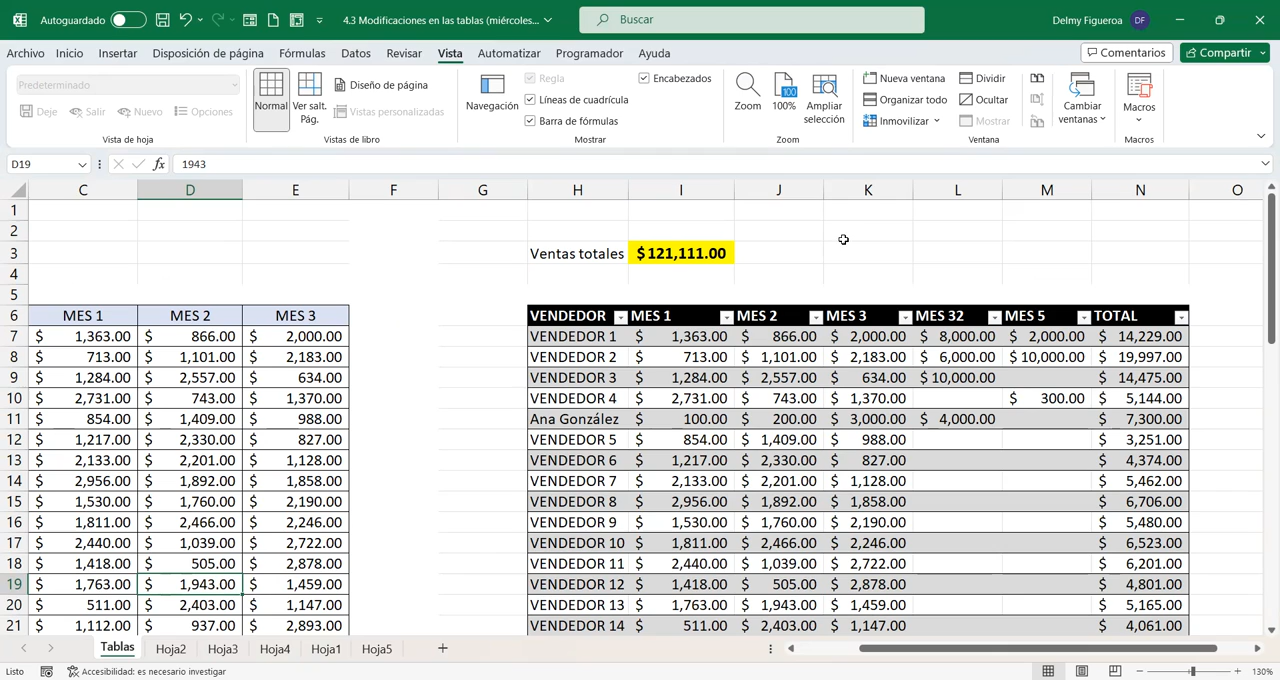 Autoguardado
4.3 Modificaciones en las tablas (miércoles...
Buscar
Delmy Figueroa DF
Archivo Inicio Insertar Disposición de página Fórmulas Datos Revisar Vista Automatizar Programador Ayuda
Comentarios Compartir
Predeterminado
Deje Salir Nuevo Opciones
Vista de hoja
Normal
Ver salt. Pág.
Diseño de página
Vistas personalizadas
Vistas de libro
Navegación
Regla
Líneas de cuadrícula
Barra de fórmulas
Encabezados
Mostrar
Zoom
100%
Ampliar selección
Zoom
Nueva ventana
Organizar todo
Inmovilizar
Dividir
Ocultar
Mostrar
Cambiar ventanas
Ventana
Macros
Macros
D19 fx 1943
C D E F G H I J K L M N O
1
2
3 Ventas totales $121,111.00
4
5
6 MES 1 MES 2 MES 3 VENDEDOR MES 1 MES 2 MES 3 MES 32 MES 5 TOTAL
7 $ 1,363.00 $ 866.00 $ 2,000.00 VENDEDOR 1 $ 1,363.00 $ 866.00 $ 2,000.00 $ 8,000.00 $ 2,000.00 $ 14,229.00
8 $ 713.00 $ 1,101.00 $ 2,183.00 VENDEDOR 2 $ 713.00 $ 1,101.00 $ 2,183.00 $ 6,000.00 $ 10,000.00 $ 19,997.00
9 $ 1,284.00 $ 2,557.00 $ 634.00 VENDEDOR 3 $ 1,284.00 $ 2,557.00 $ 634.00 $ 10,000.00 $ 14,475.00
10 $ 2,731.00 $ 743.00 $ 1,370.00 VENDEDOR 4 $ 2,731.00 $ 743.00 $ 1,370.00 $ 300.00 $ 5,144.00
11 $ 854.00 $ 1,409.00 $ 988.00 Ana González $ 100.00 $ 200.00 $ 3,000.00 $ 4,000.00 $ 7,300.00
12 $ 1,217.00 $ 2,330.00 $ 827.00 VENDEDOR 5 $ 854.00 $ 1,409.00 $ 988.00 $ 3,251.00
13 $ 2,133.00 $ 2,201.00 $ 1,128.00 VENDEDOR 6 $ 1,217.00 $ 2,330.00 $ 827.00 $ 4,374.00
14 $ 2,956.00 $ 1,892.00 $ 1,858.00 VENDEDOR 7 $ 2,133.00 $ 2,201.00 $ 1,128.00 $ 5,462.00
15 $ 1,530.00 $ 1,760.00 $ 2,190.00 VENDEDOR 8 $ 2,956.00 $ 1,892.00 $ 1,858.00 $ 6,706.00
16 $ 1,811.00 $ 2,466.00 $ 2,246.00 VENDEDOR 9 $ 1,530.00 $ 1,760.00 $ 2,190.00 $ 5,480.00
17 $ 2,440.00 $ 1,039.00 $ 2,722.00 VENDEDOR 10 $ 1,811.00 $ 2,466.00 $ 2,246.00 $ 6,523.00
18 $ 1,418.00 $ 505.00 $ 2,878.00 VENDEDOR 11 $ 2,440.00 $ 1,039.00 $ 2,722.00 $ 6,201.00
19 $ 1,763.00 $ 1,943.00 $ 1,459.00 VENDEDOR 12 $ 1,418.00 $ 505.00 $ 2,878.00 $ 4,801.00
20 $ 511.00 $ 2,403.00 $ 1,147.00 VENDEDOR 13 $ 1,763.00 $ 1,943.00 $ 1,459.00 $ 5,165.00
21 $ 1,112.00 $ 937.00 $ 2,893.00 VENDEDOR 14 $ 511.00 $ 2,403.00 $ 1,147.00 $ 4,061.00
Tablas Hoja2 Hoja3 Hoja4 Hoja1 Hoja5
Listo Accesibilidad: es necesario investigar 130%